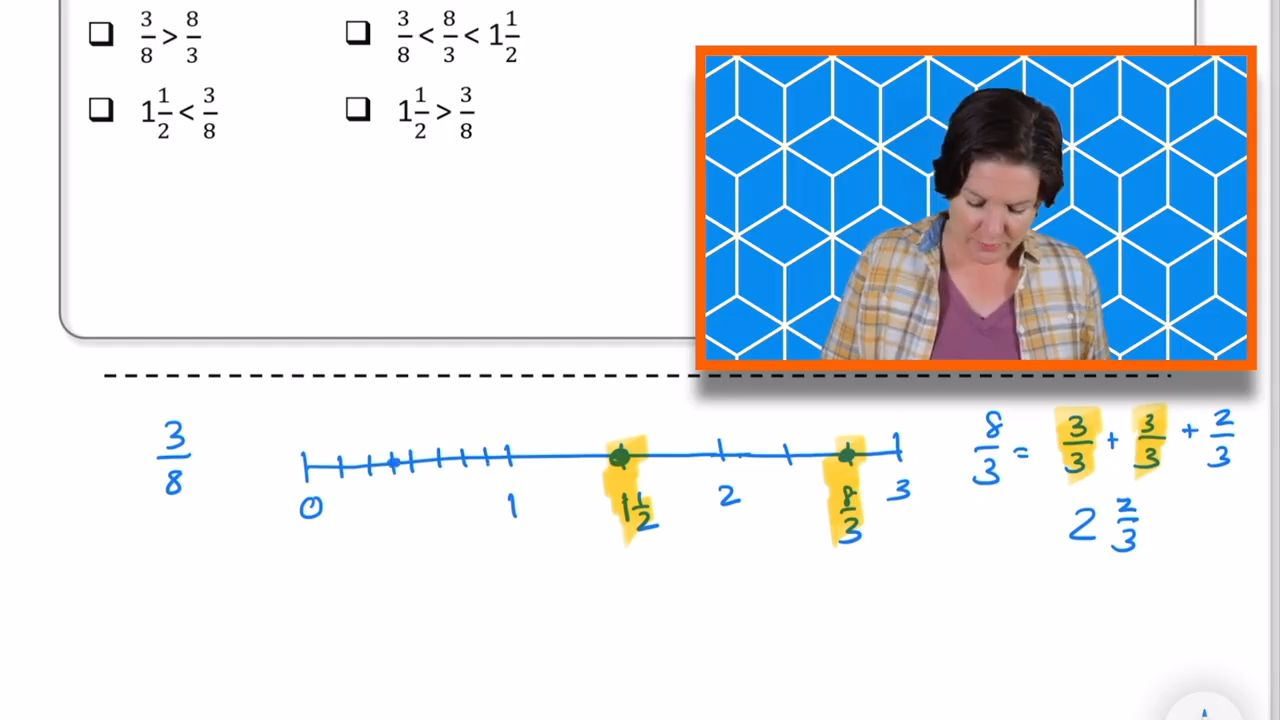 ❑ 3/8 > 8/3 ❑ 3/8 < 8/3 < 1 1/2
❑ 1 1/2 < 3/8 ❑ 1 1/2 > 3/8
3/8
8/3 = 3/3 + 3/3 + 2/3
0 1 1 1/2 2 8/3 3
2 2/3